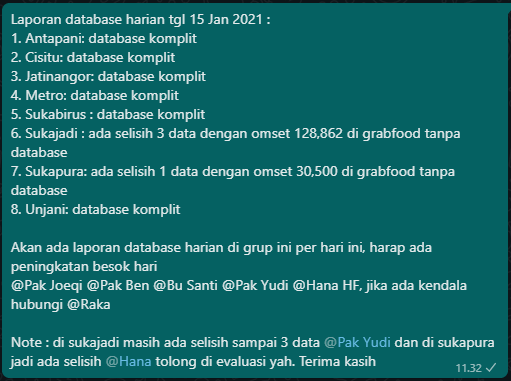 Laporan database harian tgl 15 Jan 2021 :
1. Antapani: database komplit
2. Cisitu: database komplit
3. Jatinangor: database komplit
4. Metro: database komplit
5. Sukabirus : database komplit
6. Sukajadi : ada selisih 3 data dengan omset 128,862 di grabfood tanpa
database
7. Sukapura: ada selisih 1 data dengan omset 30,500 di grabfood tanpa
database
8. Unjani: database komplit
Akan ada laporan database harian di grup ini per hari ini, harap ada
peningkatan besok hari
@Pak Joeqi @Pak Ben @Bu Santi @Pak Yudi @Hana HF, jika ada kendala
hubungi @Raka
Note : di sukajadi masih ada selisih sampai 3 data @Pak Yudi dan di sukapura
jadi ada selisih @Hana tolong di evaluasi yah. Terima kasih
11.32